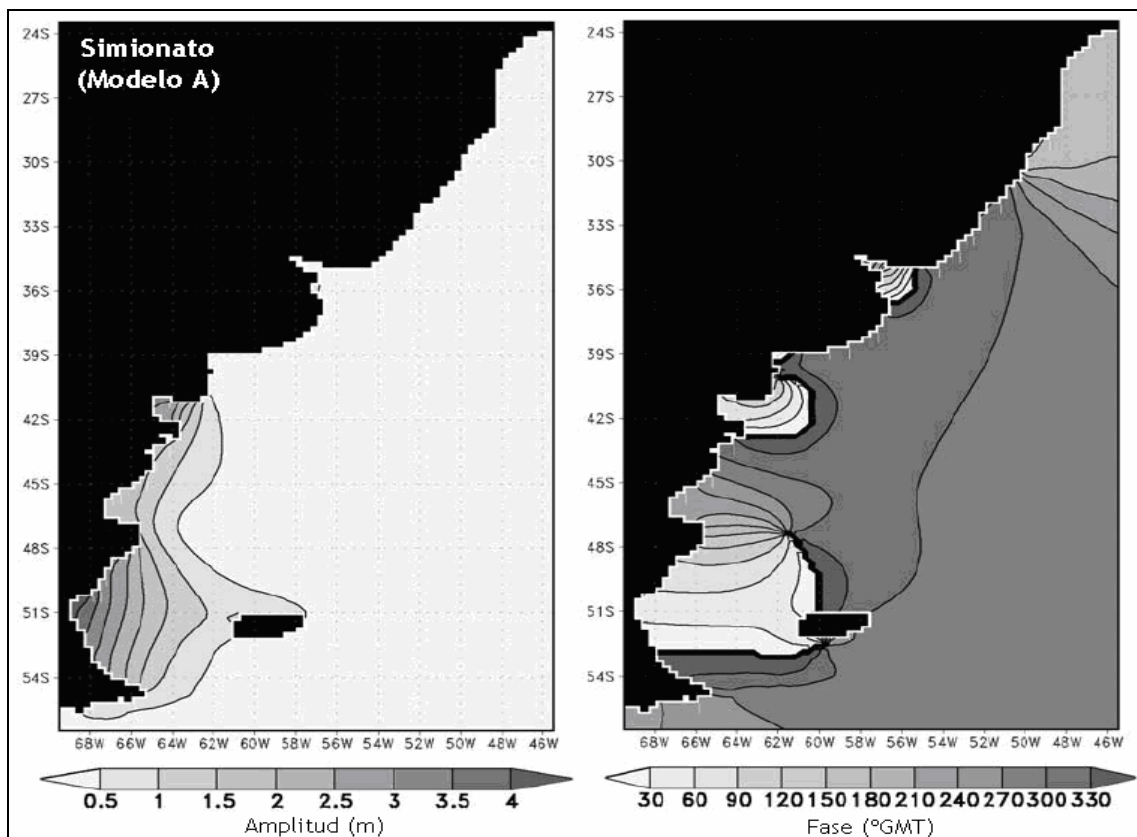 Simionato
(Modelo A)
24S
27S
30S
33S
36S
39S
42S
45S
48S
51S
54S
68W 66W 64W 62W 60W 58W 56W 54W 52W 50W 48W 46W
0.5 1 1.5 2 2.5 3 3.5 4
Amplitud (m)
24S
27S
30S
33S
36S
39S
42S
45S
48S
51S
54S
68W 66W 64W 62W 60W 58W 56W 54W 52W 50W 48W 46W
30 60 90 120 150 180 210 240 270 300 330
Fase (°GMT)